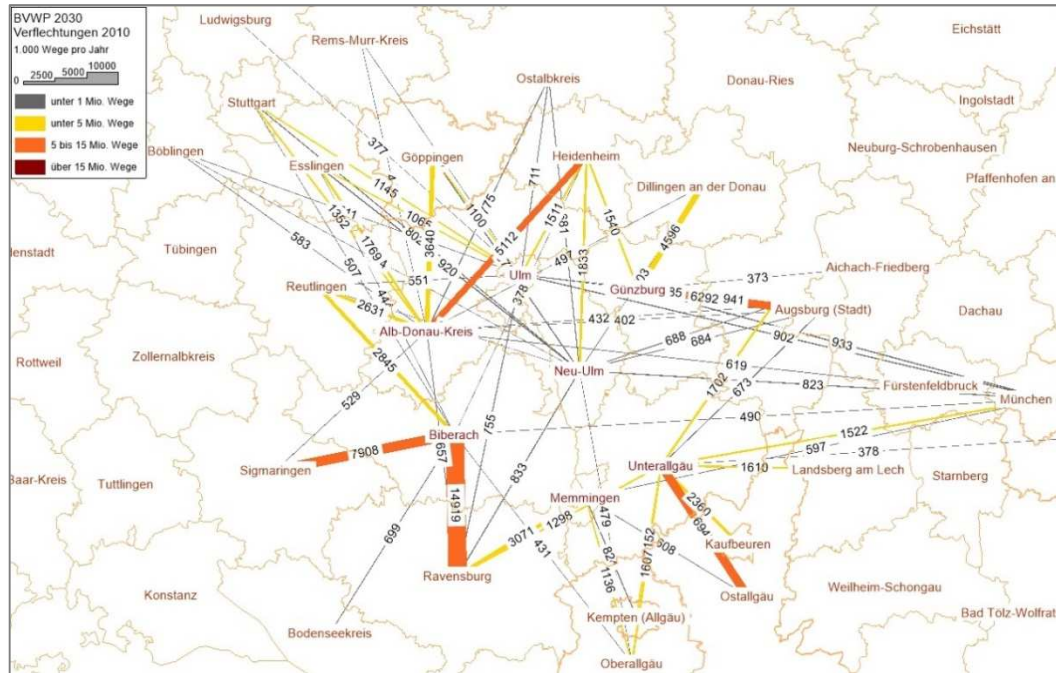 BVWP 2030
Verflechtungen 2010
1.000 Wege pro Jahr
0 2500 5000 10000
unter 1 Mio. Wege
unter 5 Mio. Wege
5 bis 15 Mio. Wege
über 15 Mio. Wege
Ludwigsburg
Rems-Murr-Kreis
Eichstätt
Ostalbkreis
Donau-Ries
Stuttgart
Ingolstadt
377
Böblingen
Esslingen
Göppingen
Heidenheim
Neuburg-Schrobenhausen
711
1145
Dillingen an der Donau
Pfaffenhofen an
1352
1065
1100
75
1511
1540
583
802
3640
5112
4596
1769
1833
Tübingen
497
507
920
Ulm
Aichach-Friedberg
373
551
Reutlingen
378
Günzburg
6292
941
2631
Augsburg (Stadt)
Dachau
Alb-Donau-Kreis
432
402
688
684
902
933
Rottweil
Zollernalbkreis
2845
619
Neu-Ulm
1702
673
823
Fürstenfeldbruck
529
München
755
490
Biberach
1522
7908
657
833
597
378
Sigmaringen
Unterallgäu
1610
Landsberg am Lech
Baar-Kreis
Tuttlingen
Starnberg
14919
Memmingen
2360
479
694
699
3071
1298
431
1136
1607
152
Kaufbeuren
Ravensburg
Konstanz
Ostallgäu
Weilheim-Schongau
Kempten (Allgäu)
Bodenseekreis
Bad Tölz-Wolfrat
Oberallgäu